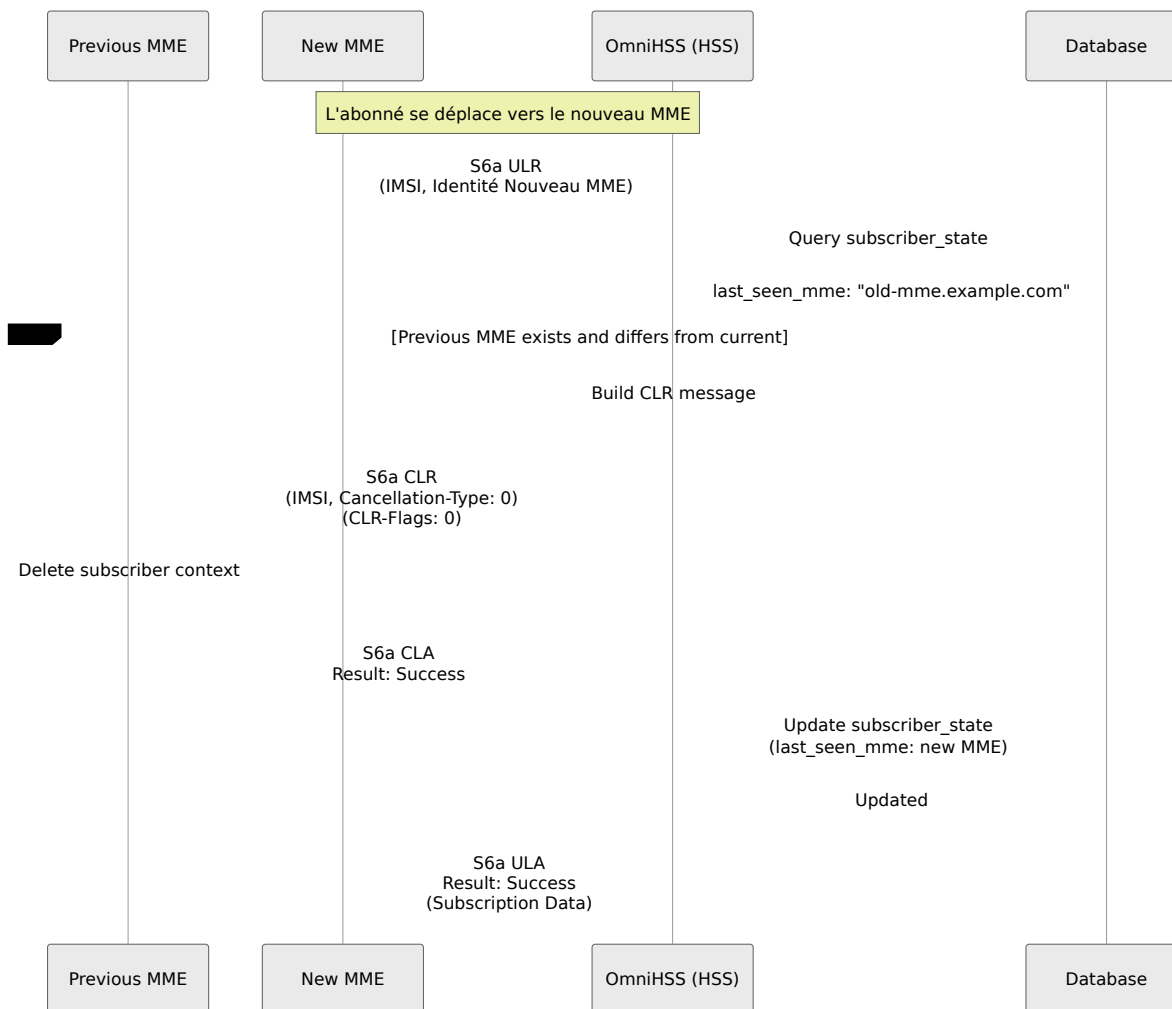 Previous MME
New MME
OmniHSS (HSS)
Database
L'abonné se déplace vers le nouveau MME
S6a ULR
(IMSI, Identité Nouveau MME)
Query subscriber_state
last_seen_mme: "old-mme.example.com"
[Previous MME exists and differs from current]
Build CLR message
S6a CLR
(IMSI, Cancellation-Type: 0)
(CLR-Flags: 0)
Delete subscriber context
S6a CLA
Result: Success
Update subscriber_state
(last_seen_mme: new MME)
Updated
S6a ULA
Result: Success
(Subscription Data)
Previous MME
New MME
OmniHSS (HSS)
Database